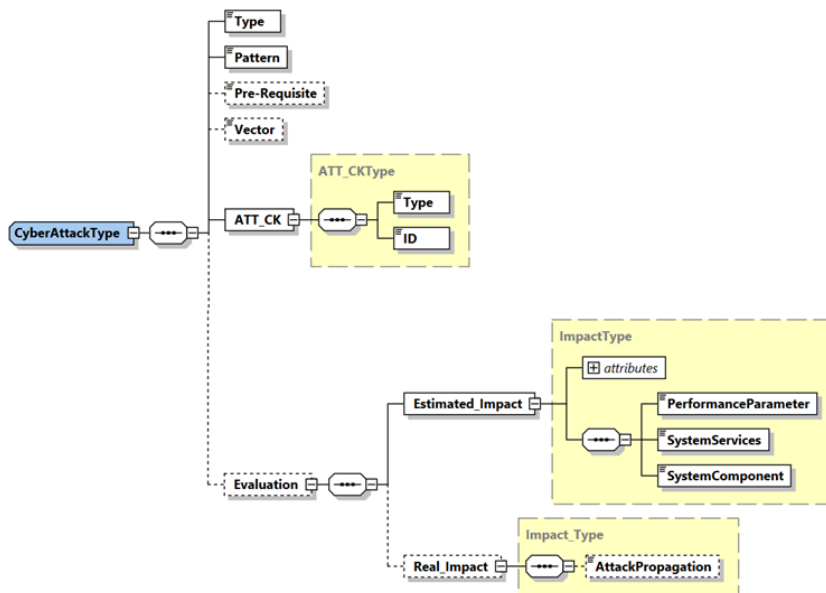 Type
Pattern
Pre-Requisite
Vector
ATT_CKType
Type
ATT_CK
ID
CyberAttackType
ImpactType
attributes
Estimated_Impact
PerformanceParameter
SystemServices
SystemComponent
Evaluation
Impact_Type
Real_Impact
AttackPropagation